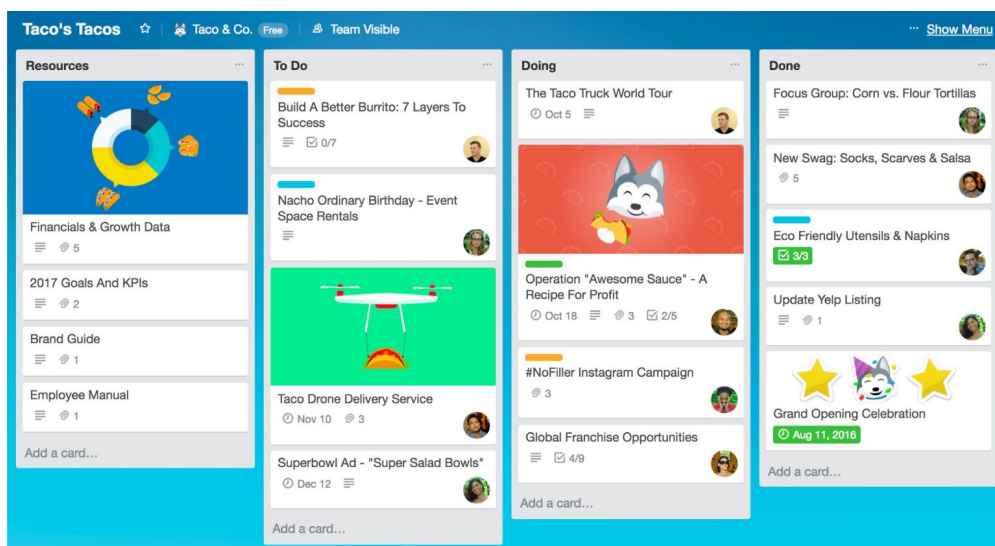 Taco's Tacos
Taco & Co. Free
Team Visible
··· Show Menu
Resources
Financials & Growth Data
5
2017 Goals And KPIs
2
Brand Guide
1
Employee Manual
1
Add a card…
To Do
Build A Better Burrito: 7 Layers To
Success
0/7
Nacho Ordinary Birthday - Event
Space Rentals
Taco Drone Delivery Service
Nov 10 3
Superbowl Ad - "Super Salad Bowls"
Dec 12
Add a card…
Doing
The Taco Truck World Tour
Oct 5
Operation "Awesome Sauce" - A
Recipe For Profit
Oct 18 3 2/5
#NoFiller Instagram Campaign
3
Global Franchise Opportunities
4/9
Add a card…
Done
Focus Group: Corn vs. Flour Tortillas
New Swag: Socks, Scarves & Salsa
5
Eco Friendly Utensils & Napkins
3/3
Update Yelp Listing
1
Grand Opening Celebration
Aug 11, 2016
Add a card…